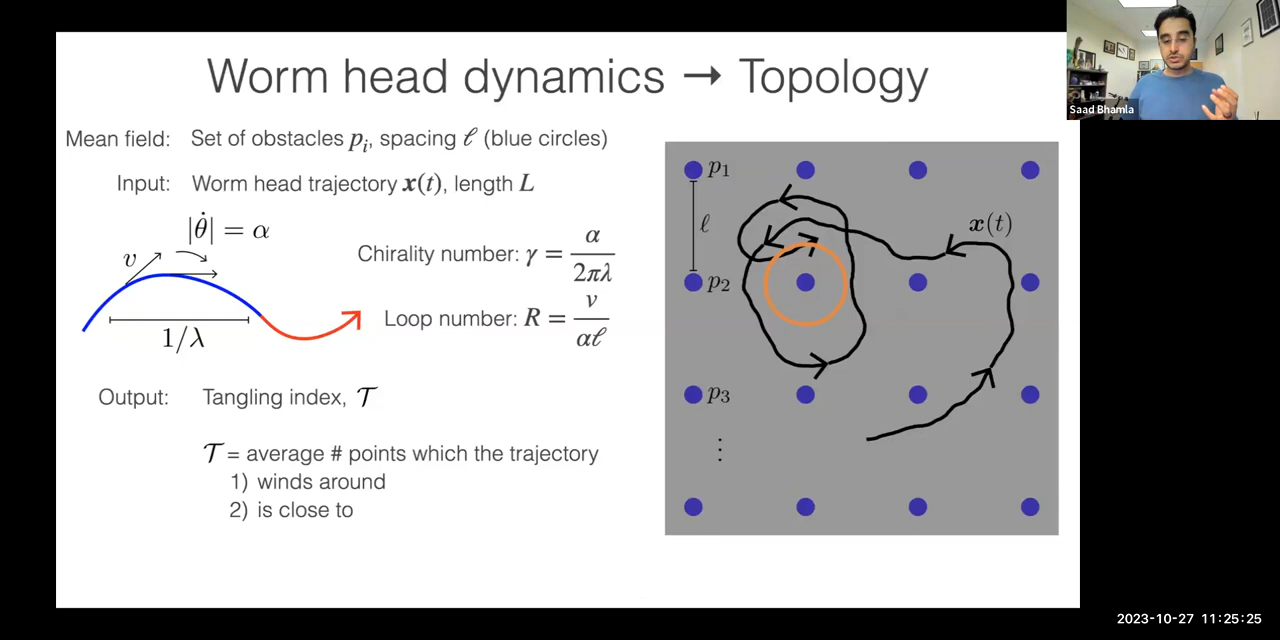 Worm head dynamics → Topology
Mean field: Set of obstacles pᵢ, spacing ℓ (blue circles)
Input: Worm head trajectory x(t), length L
|θ̇| = α
v
1/λ
Chirality number: γ = α / 2πλ
Loop number: R = v / αℓ
Output: Tangling index, 𝒯
𝒯 = average # points which the trajectory
1) winds around
2) is close to
p₁
ℓ
x(t)
p₂
p₃
⋮
Saad Bhamla
2023-10-27 11:25:25